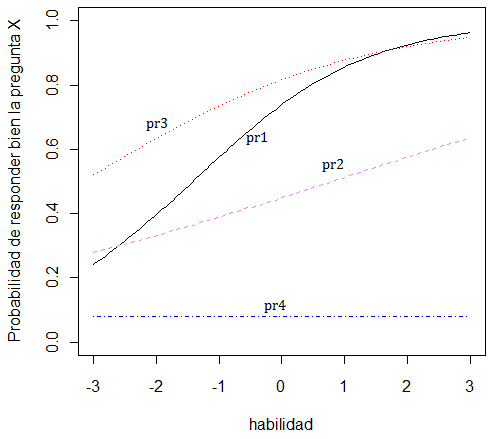 Probabilidad de responder bien la pregunta X
1.0
0.8
0.6
0.4
0.2
0.0
pr3
pr1
pr2
pr4
-3
-2
-1
0
1
2
3
habilidad